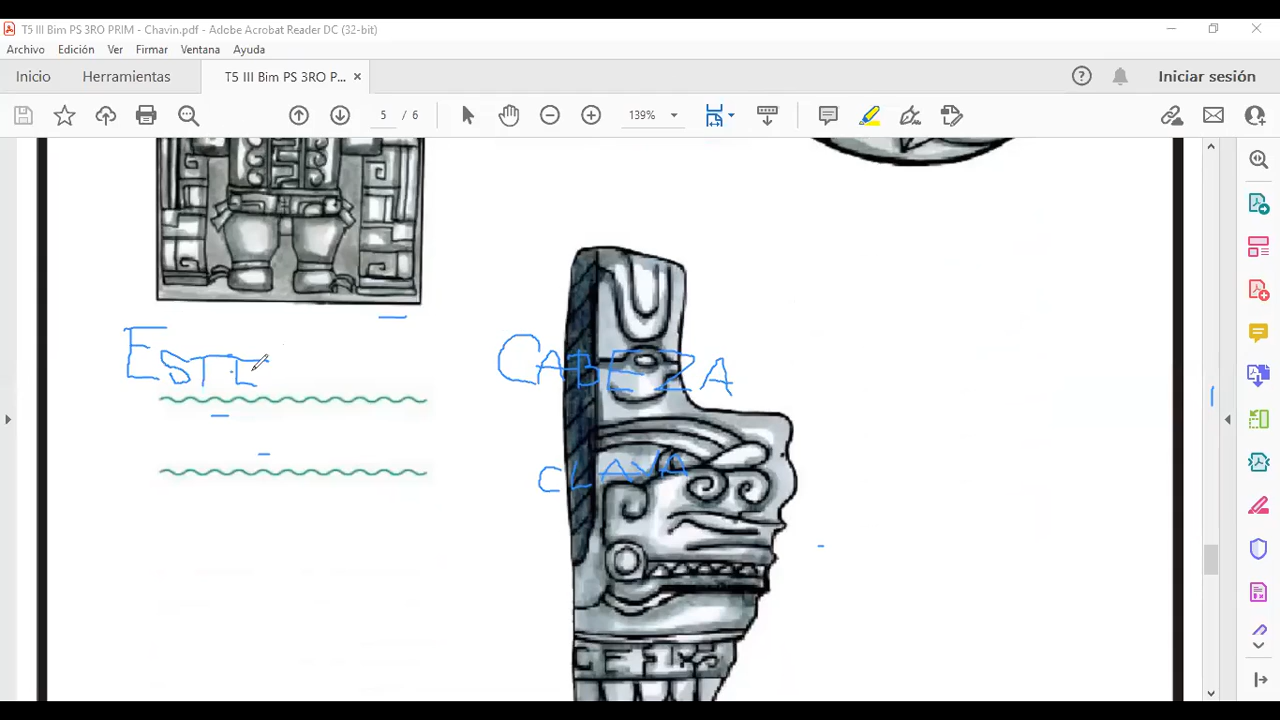 T5 III Bim PS 3RO PRIM - Chavin.pdf - Adobe Acrobat Reader DC (32-bit)
Archivo Edición Ver Firmar Ventana Ayuda
Inicio Herramientas T5 III Bim PS 3RO P... Iniciar sesión
5 / 6 139%
ESTE
CABEZA
CLAVA